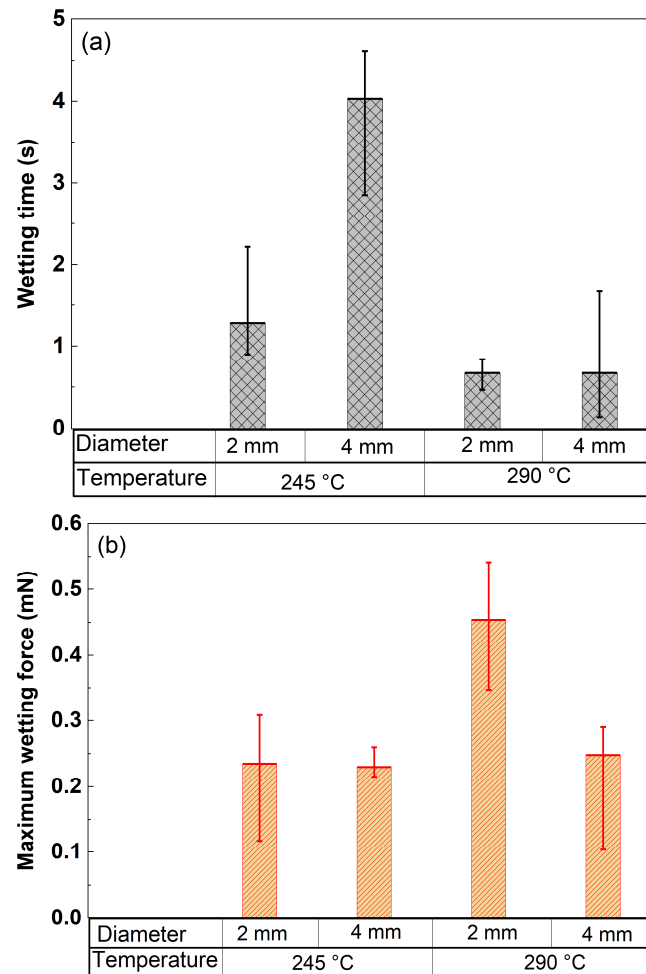 (a)
Wetting time (s)
5
4
3
2
1
0
Diameter 2 mm 4 mm 2 mm 4 mm
Temperature 245 °C 290 °C
(b)
Maximum wetting force (mN)
0.6
0.5
0.4
0.3
0.2
0.1
0.0
Diameter 2 mm 4 mm 2 mm 4 mm
Temperature 245 °C 290 °C